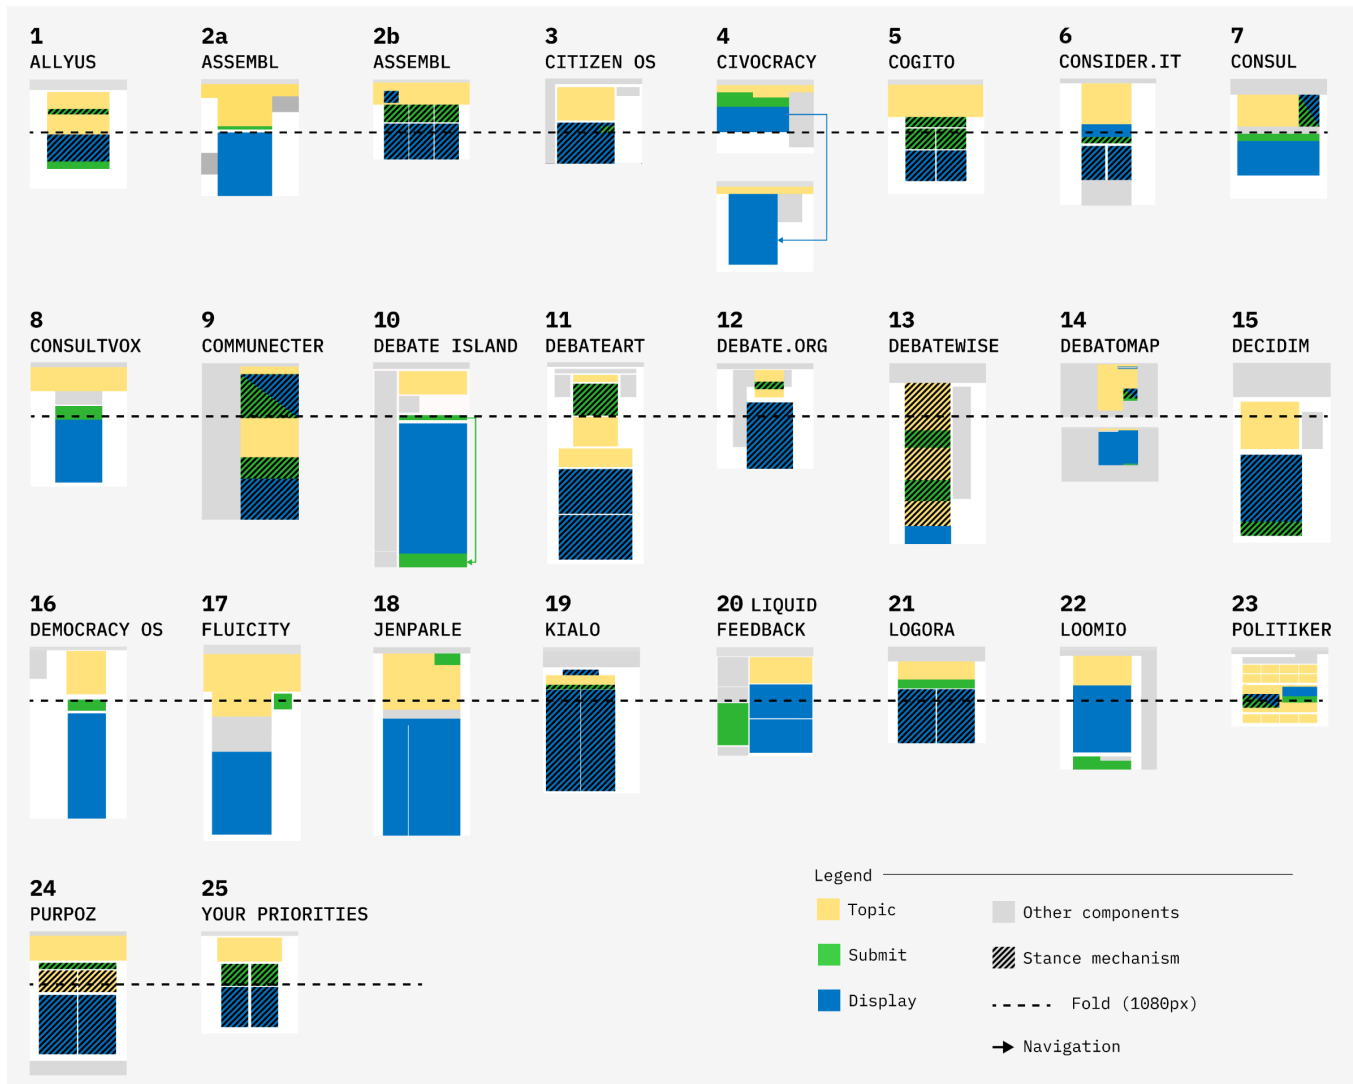 1
ALLYUS
2a
ASSEMBL
2b
ASSEMBL
3
CITIZEN OS
4
CIVOCRACY
5
COGITO
6
CONSIDER.IT
7
CONSUL
8
CONSULTVOX
9
COMMUNECTER
10
DEBATE ISLAND
11
DEBATEART
12
DEBATE.ORG
13
DEBATEWISE
14
DEBATOMAP
15
DECIDIM
16
DEMOCRACY OS
17
FLUICITY
18
JENPARLE
19
KIALO
20 LIQUID
FEEDBACK
21
LOGORA
22
LOOMIO
23
POLITIKER
24
PURPOZ
25
YOUR PRIORITIES
Legend
Topic
Submit
Display
Other components
Stance mechanism
Fold (1080px)
Navigation